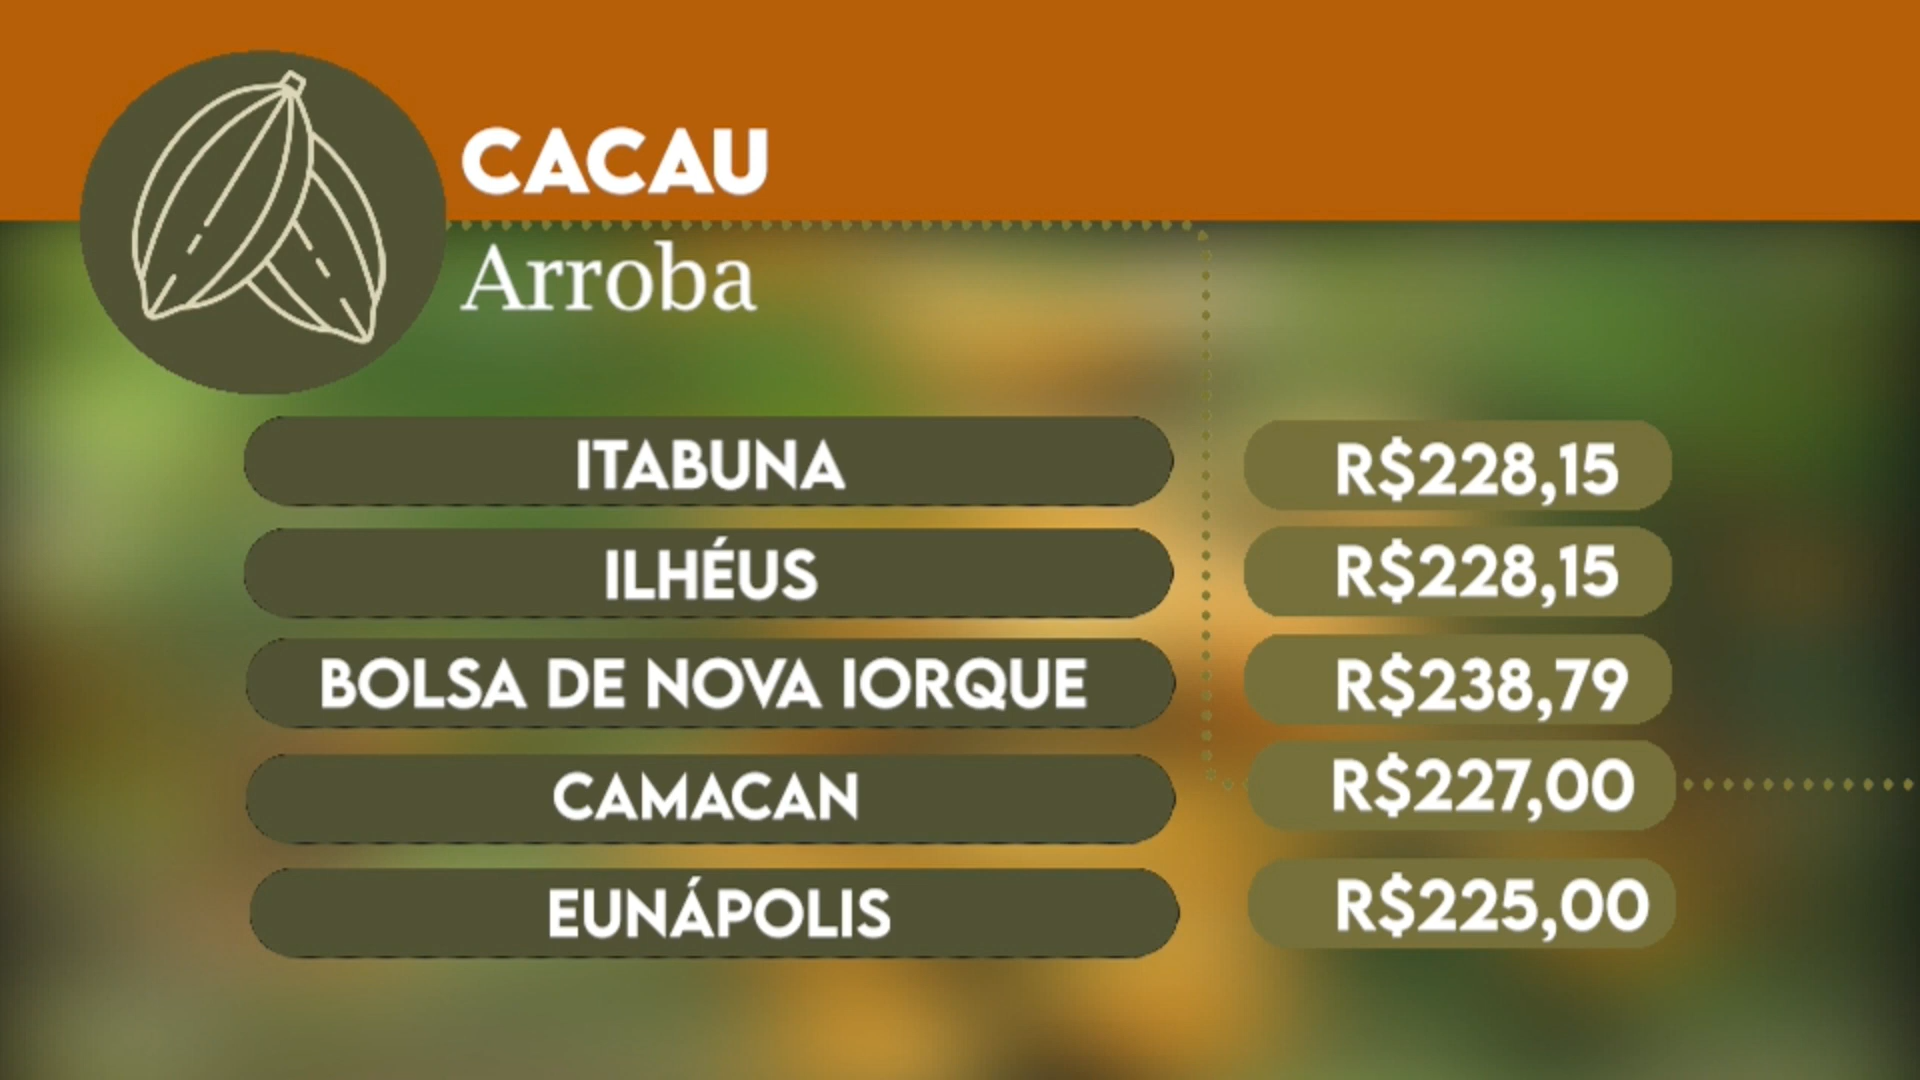 CACAU
Arroba
ITABUNA R$228,15
ILHÉUS R$228,15
BOLSA DE NOVA IORQUE R$238,79
CAMACAN R$227,00
EUNÁPOLIS R$225,00